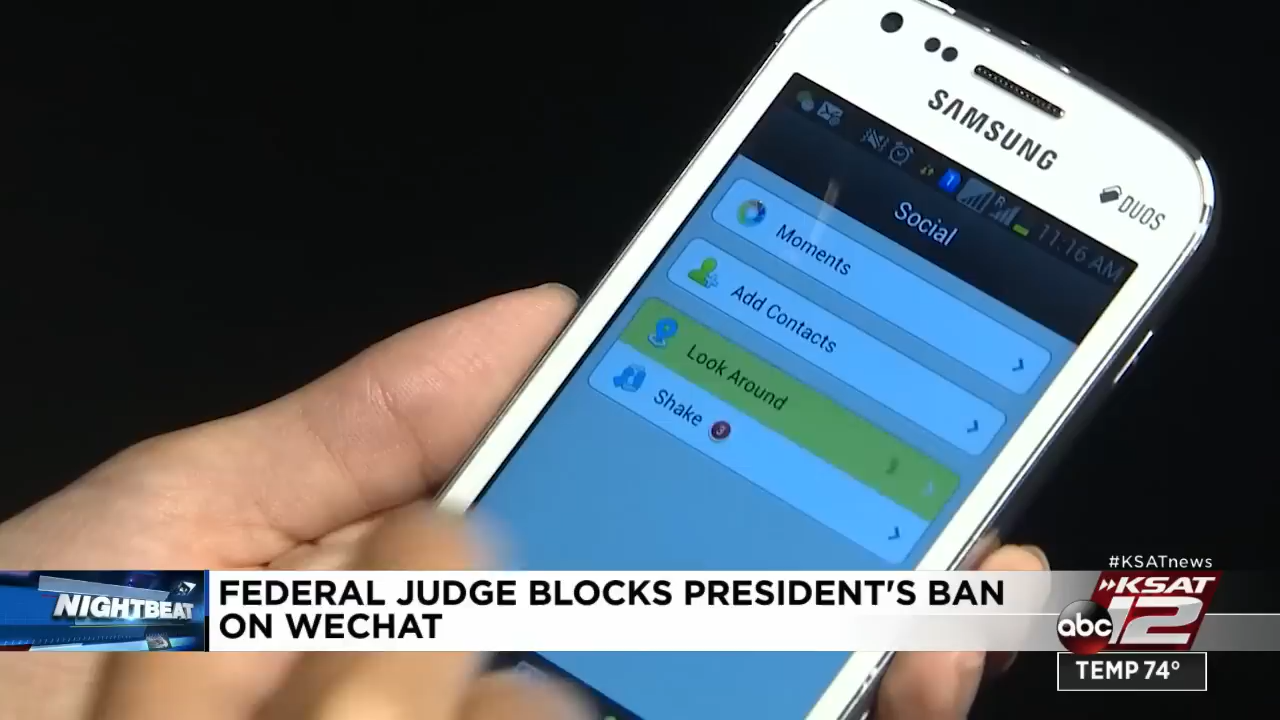 SAMSUNG
DUOS
R
11:16 AM
Social
Moments
Add Contacts
Look Around
Shake 3
#KSATnews
NIGHTBEAT
FEDERAL JUDGE BLOCKS PRESIDENT'S BAN
ON WECHAT
KSAT
abc 12
TEMP 74°